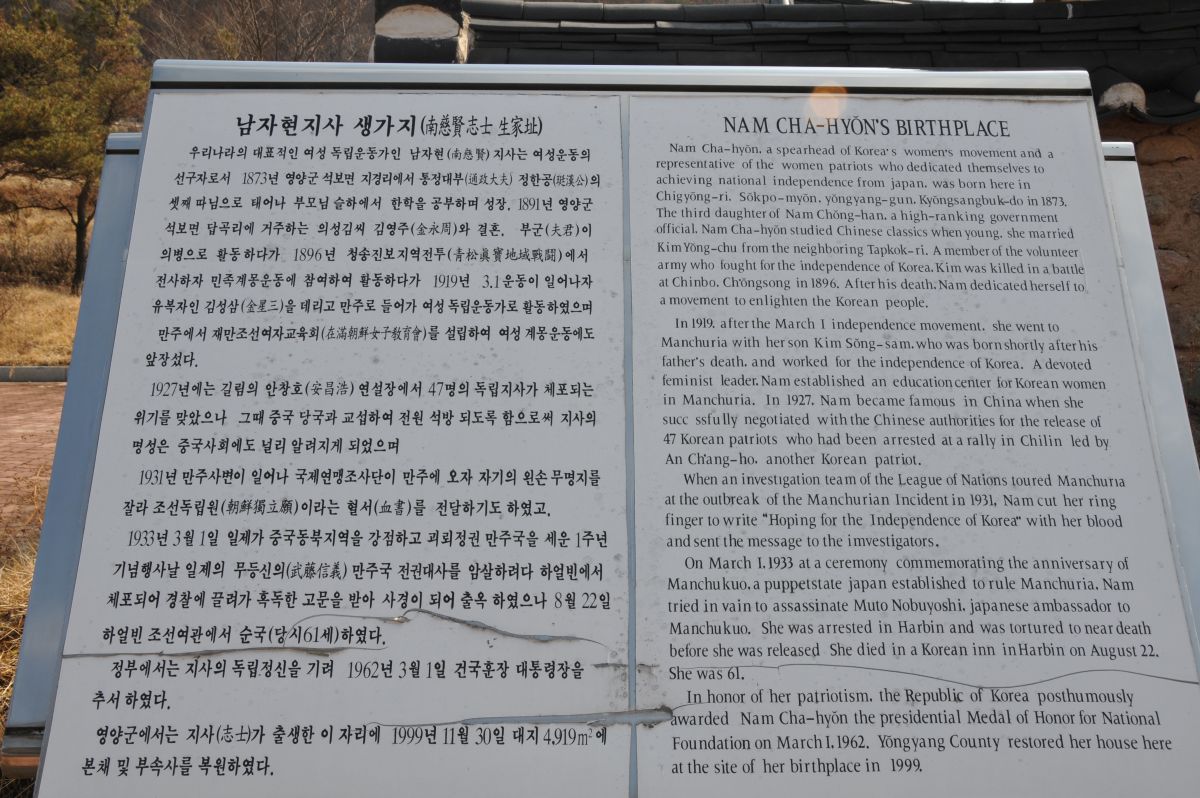 남자현지사 생가지(南慈賢志士 生家址)
우리나라의 대표적인 여성 독립운동가인 남자현(南慈賢)지사는 여성운동의
선구자로서 1873년 영양군 석보면 지경리에서 통정대부(通政大夫) 정한공(珽漢公)의
셋째 따님으로 태어나 부모님 슬하에서 한학을 공부하며 성장, 1891년 영양군
석보면 답곡리에 거주하는 의성김씨 김영주(金永周)와 결혼, 부군(夫君)이
의병으로 활동하다가 1896년 청송진보지역전투(青松眞寶地域戰鬪)에서
전사하자 민족계몽운동에 참여하여 활동하다가 1919년 3.1운동이 일어나자
유복자인 김성삼(金星三)을 데리고 만주로 들어가 여성 독립운동가로 활동하였으며
만주에서 재만조선여자교육회(在滿朝鮮女子敎育會)를 설립하여 여성 계몽운동에도
앞장섰다.
1927년에는 길림의 안창호(安昌浩) 연설장에서 47명의 독립지사가 체포되는
위기를 맞았으나 그때 중국 당국과 교섭하여 전원 석방 되도록 함으로써 지사의
명성은 중국사회에도 널리 알려지게 되었으며
1931년 만주사변이 일어나 국제연맹조사단이 만주에 오자 자기의 왼손 무명지를
잘라 조선독립원(朝鮮獨立願)이라는 혈서(血書)를 전달하기도 하였고,
1933년 3월 1일 일제가 중국동북지역을 강점하고 괴뢰정권 만주국을 세운 1주년
기념행사날 일제의 무등신의(武藤信義) 만주국 전권대사를 암살하려다 하얼빈에서
체포되어 경찰에 끌려가 혹독한 고문을 받아 사경이 되어 출옥 하였으나 8월 22일
하얼빈 조선여관에서 순국(당시61세)하였다.
정부에서는 지사의 독립정신을 기려 1962년 3월 1일 건국훈장 대통령장을
추서 하였다.
영양군에서는 지사(志士)가 출생한 이 자리에 1999년 11월 30일 대지 4,919m²에
본채 및 부속사를 복원하였다.
NAM CHA-HYŎN'S BIRTHPLACE
Nam Cha-hyŏn, a spearhead of Korea's women's movement and a
representative of the women patriots who dedicated themselves to
achieving national independence from japan, was born here in
Chigyŏng-ri, Sŏkpo-myŏn, yŏngyang-gun, Kyŏngsangbuk-do in 1873.
The third daughter of Nam Chŏng-han, a high-ranking government
official, Nam Cha-hyŏn studied Chinese classics when young, she married
Kim Yŏng-chu from the neighboring Tapkok-ri. A member of the volunteer
army who fought for the independence of Korea, Kim was killed in a battle
at Chinbo, Ch'ŏngsong in 1896. After his death, Nam dedicated herself to
a movement to enlighten the Korean people.
In 1919, after the March 1 independence movement, she went to
Manchuria with her son Kim Sŏng-sam, who was born shortly after his
father's death, and worked for the independence of Korea. A devoted
feminist leader, Nam established an education center for Korean women
in Manchuria. In 1927, Nam became famous in China when she
succ ssfully negotiated with the Chinese authorities for the release of
47 Korean patriots who had been arrested at a rally in Chilin led by
An Ch'ang-ho, another Korean patriot.
When an investigation team of the League of Nations toured Manchuria
at the outbreak of the Manchurian Incident in 1931, Nam cut her ring
finger to write "Hoping for the Independence of Korea" with her blood
and sent the message to the imvestigators.
On March 1,1933 at a ceremony commemorating the anniversary of
Manchukuo, a puppetstate japan established to rule Manchuria, Nam
tried in vain to assassinate Muto Nobuyoshi, japanese ambassador to
Manchukuo. She was arrested in Harbin and was tortured to near death
before she was released She died in a Korean inn in Harbin on August 22.
She was 61.
In honor of her patriotism, the Republic of Korea posthumously
awarded Nam Cha-hyŏn the presidential Medal of Honor for National
Foundation on March 1,1962. Yŏngyang County restored her house here
at the site of her birthplace in 1999.